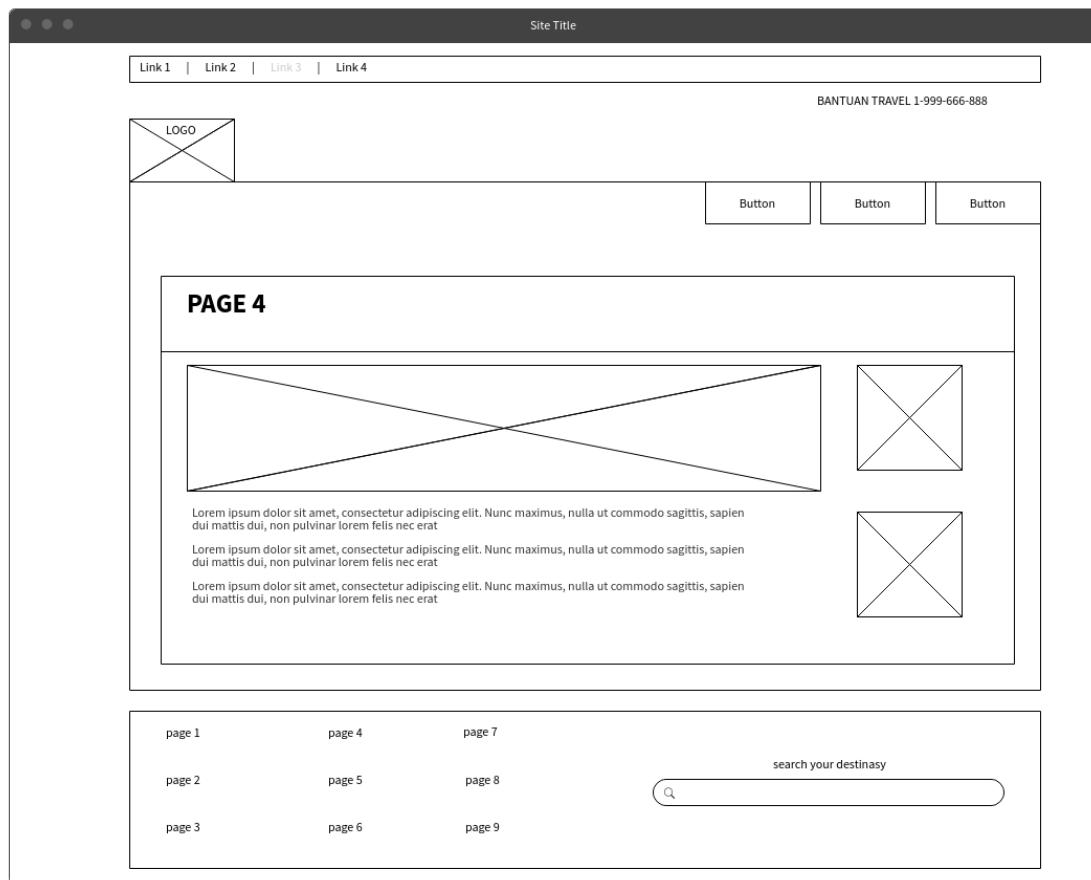 Site Title
Link 1 | Link 2 | Link 3 | Link 4
BANTUAN TRAVEL 1-999-666-888
LOGO
Button Button Button
PAGE 4
Lorem ipsum dolor sit amet, consectetur adipiscing elit. Nunc maximus, nulla ut commodo sagittis, sapien
dui mattis dui, non pulvinar lorem felis nec erat
Lorem ipsum dolor sit amet, consectetur adipiscing elit. Nunc maximus, nulla ut commodo sagittis, sapien
dui mattis dui, non pulvinar lorem felis nec erat
Lorem ipsum dolor sit amet, consectetur adipiscing elit. Nunc maximus, nulla ut commodo sagittis, sapien
dui mattis dui, non pulvinar lorem felis nec erat
page 1 page 4 page 7
page 2 page 5 page 8
page 3 page 6 page 9
search your destinasy